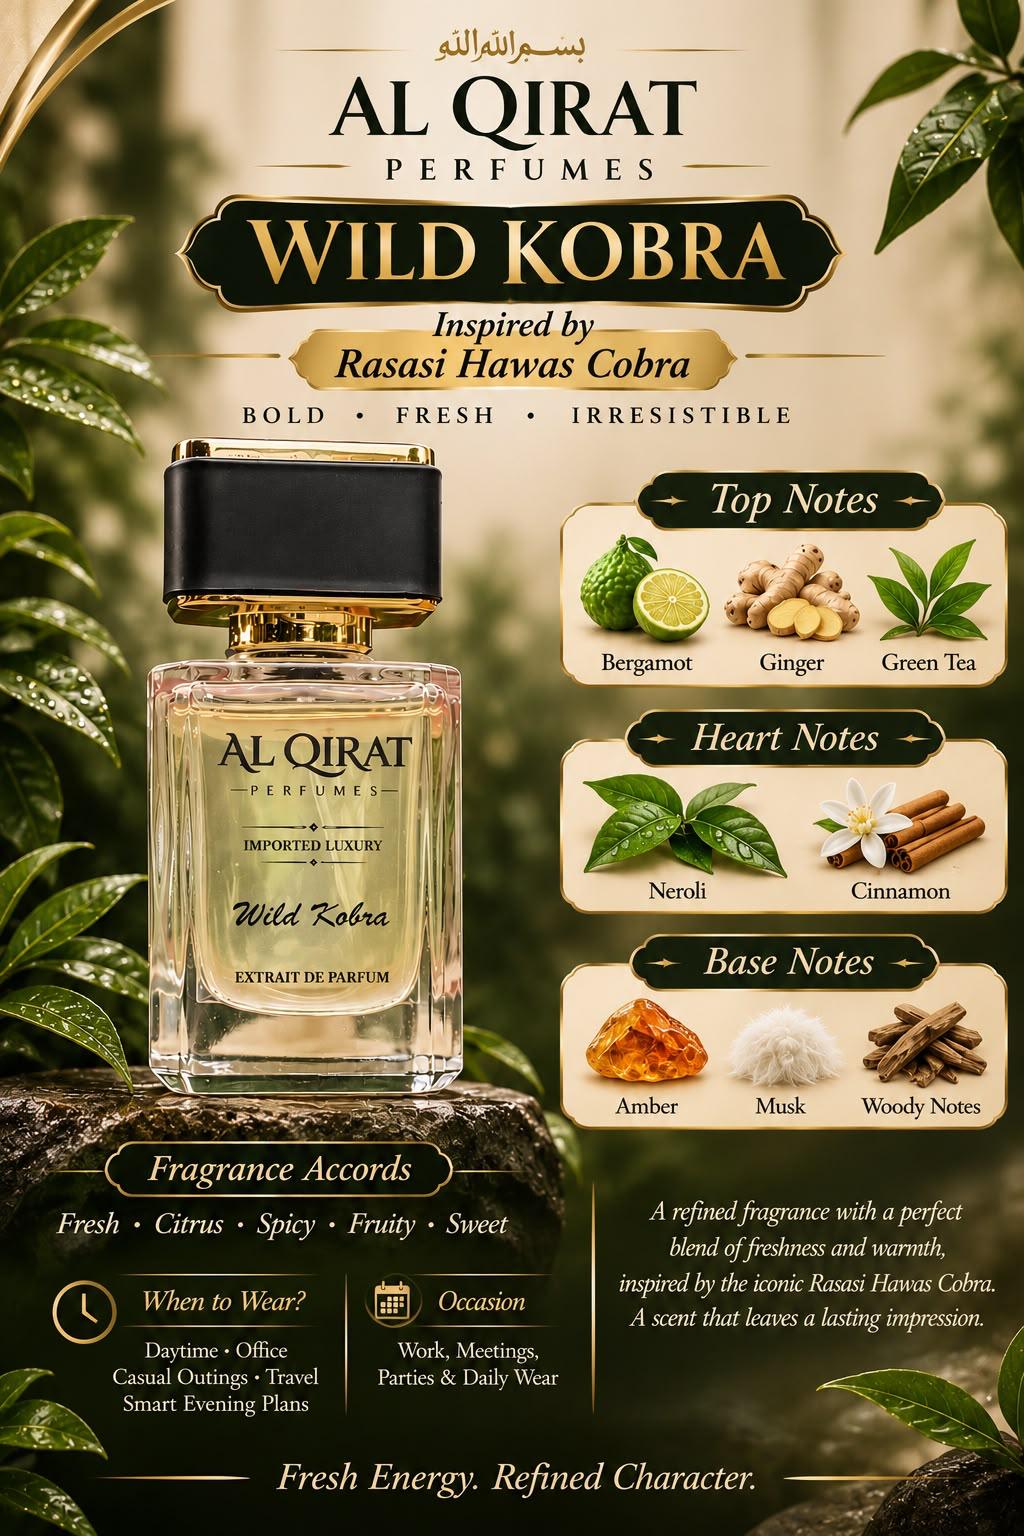 بسم الله الله
AL QIRAT
PERFUMES
WILD KOBRA
Inspired by
Rasasi Hawas Cobra
BOLD • FRESH • IRRESISTIBLE
Top Notes
Bergamot Ginger Green Tea
Heart Notes
Neroli Cinnamon
Base Notes
Amber Musk Woody Notes
AL QIRAT
PERFUMES
IMPORTED LUXURY
Wild Kobra
EXTRAIT DE PARFUM
Fragrance Accords
Fresh • Citrus • Spicy • Fruity • Sweet
When to Wear?
Daytime • Office
Casual Outings • Travel
Smart Evening Plans
Occasion
Work, Meetings,
Parties & Daily Wear
A refined fragrance with a perfect
blend of freshness and warmth,
inspired by the iconic Rasasi Hawas Cobra.
A scent that leaves a lasting impression.
Fresh Energy. Refined Character.